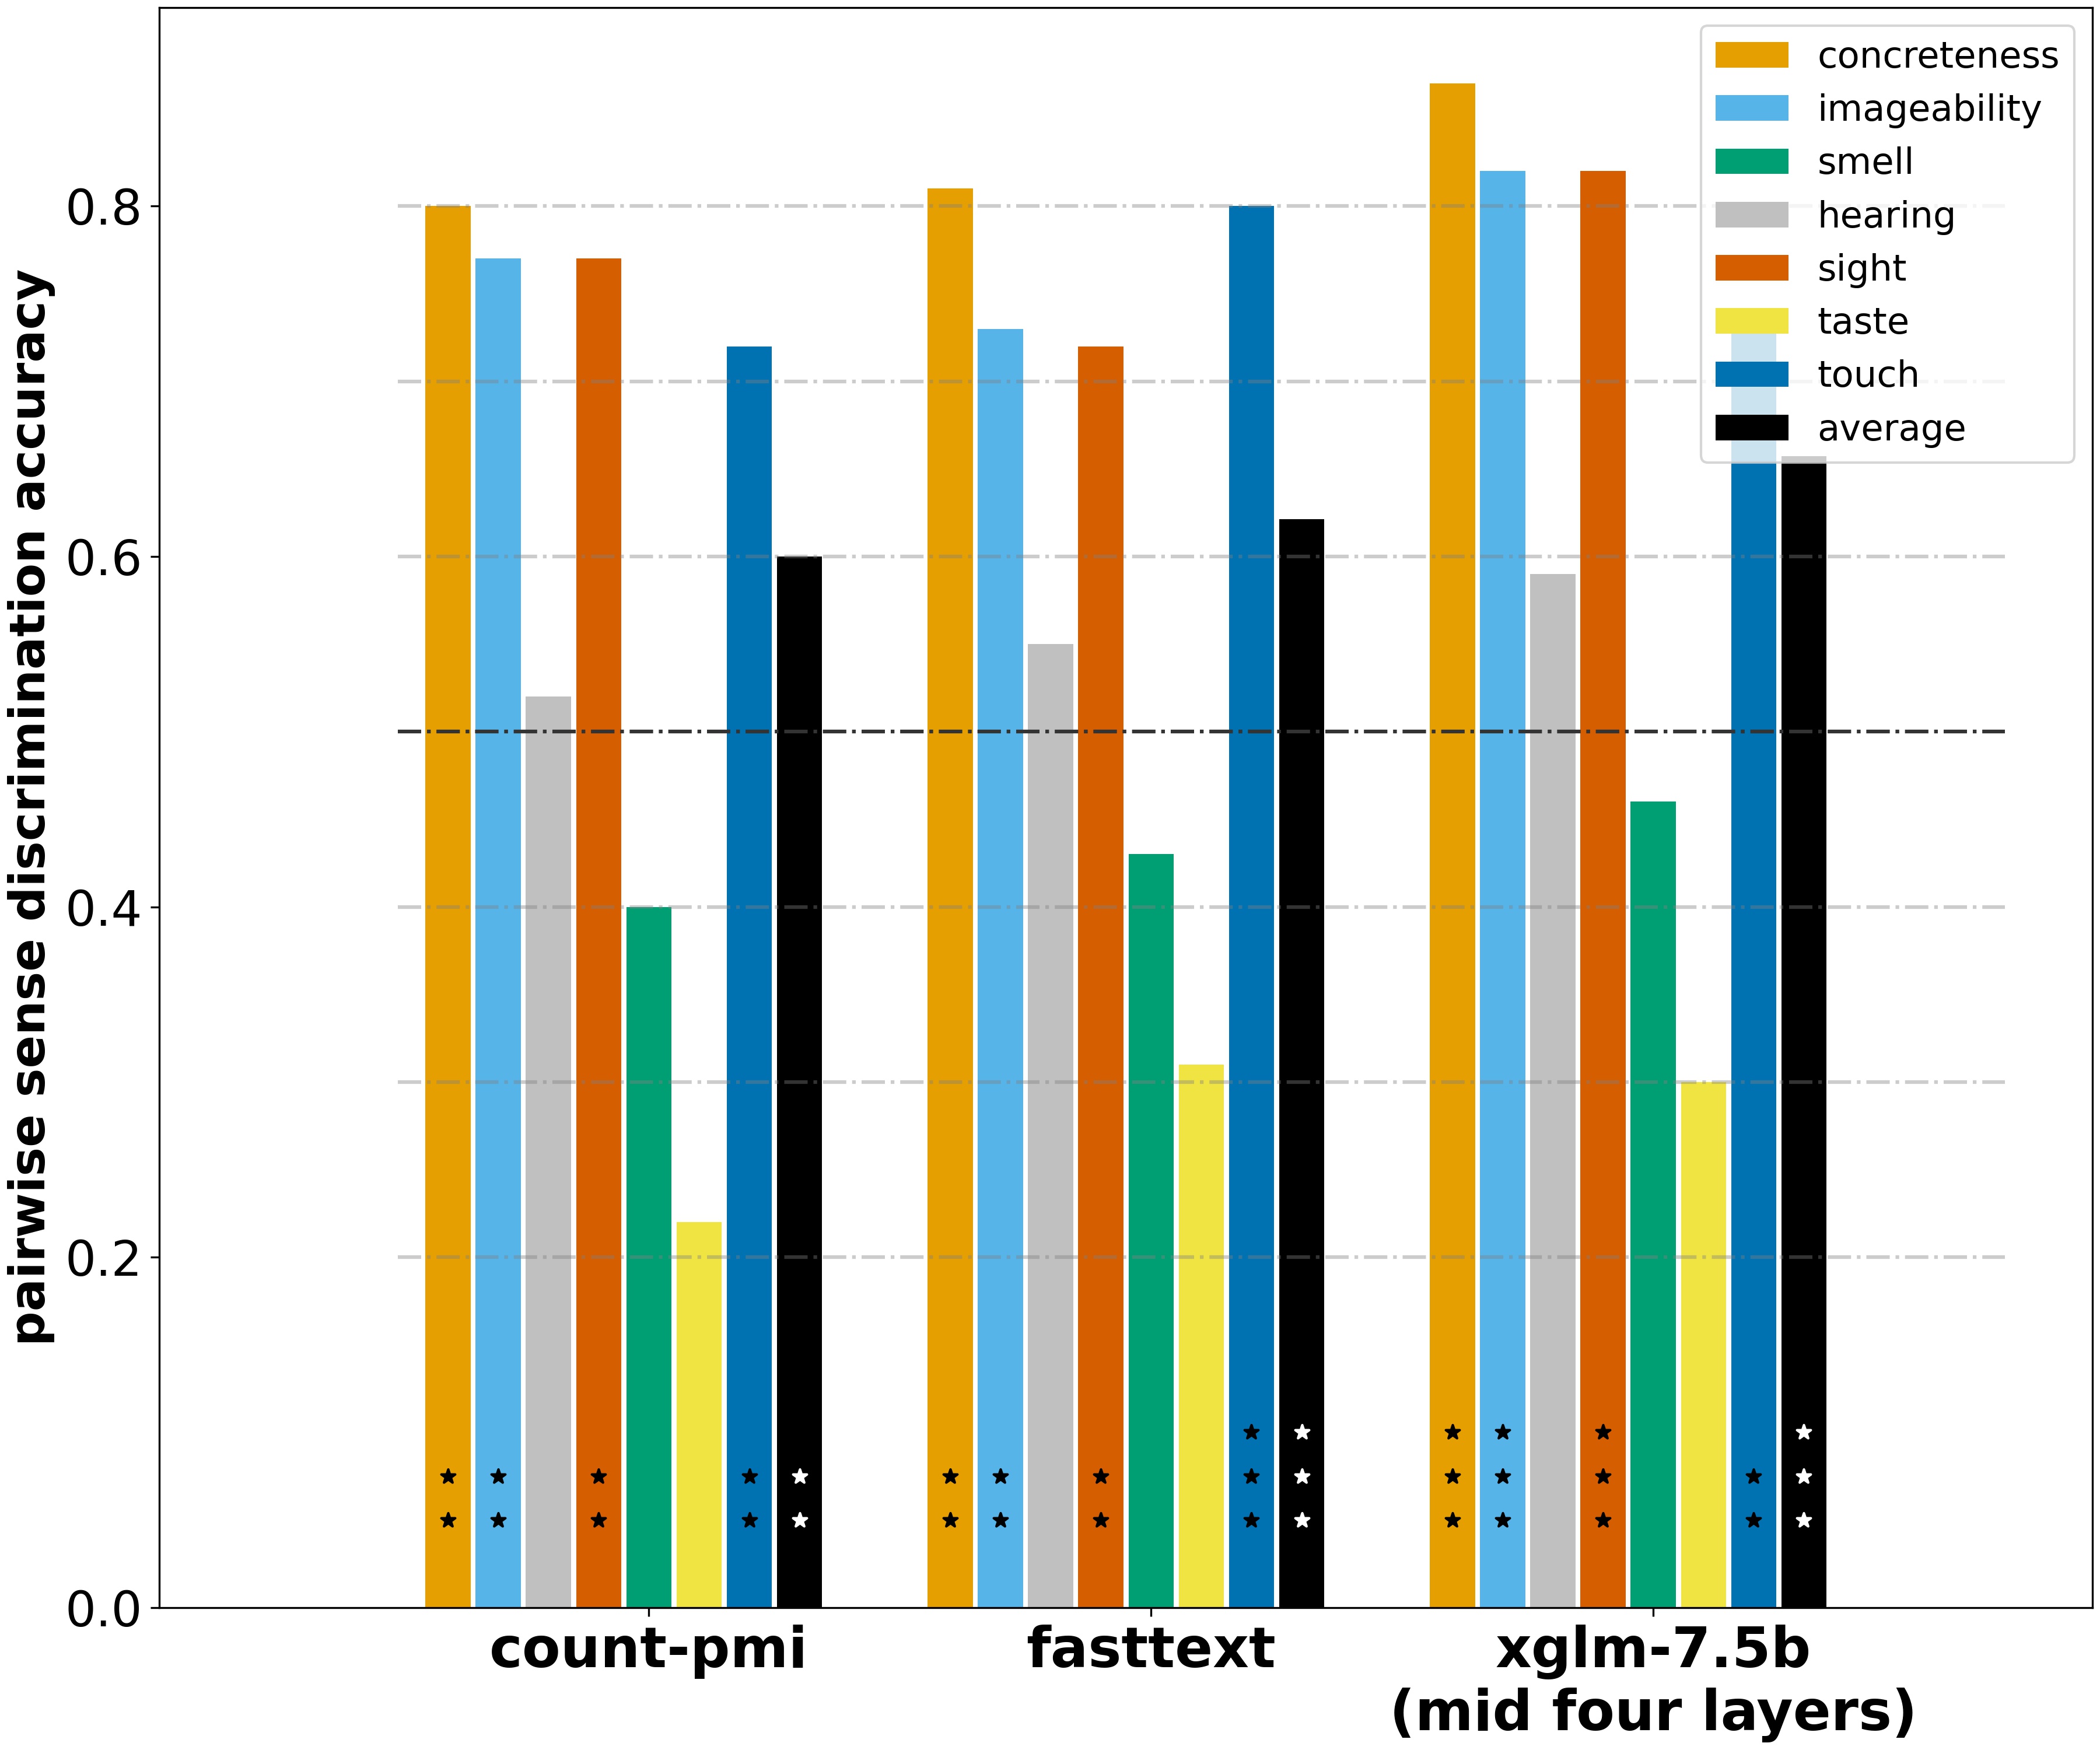 pairwise sense discrimination accuracy
0.8
0.6
0.4
0.2
0.0
concreteness
imageability
smell
hearing
sight
taste
touch
average
count-pmi
fasttext
xglm-7.5b
(mid four layers)